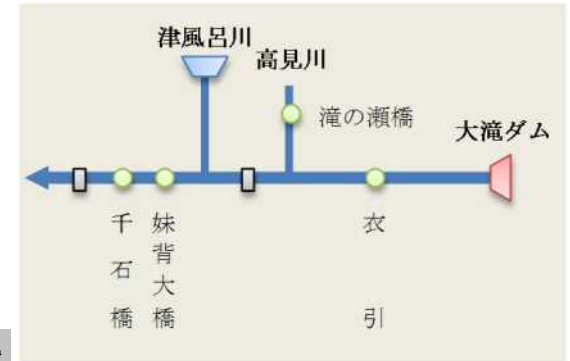 津風呂川
高見川
滝の瀬橋
大滝ダム
千石橋
妹背大橋
衣引